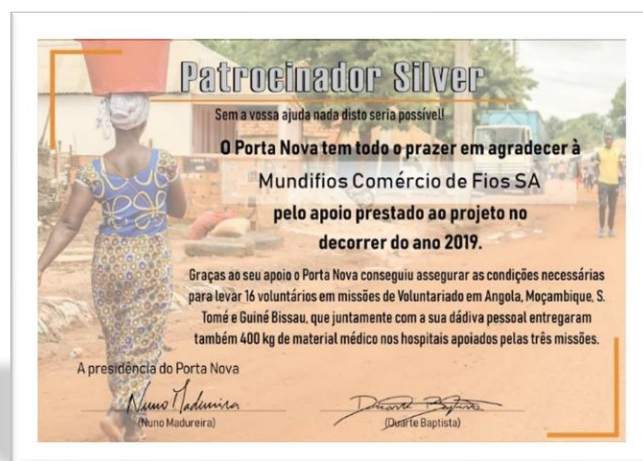 Patrocinador Silver
Sem a vossa ajuda nada disto seria possível!
O Porta Nova tem todo o prazer em agradecer à
Mundifios Comércio de Fios SA
pelo apoio prestado ao projeto no
decorrer do ano 2019.
Graças ao seu apoio o Porta Nova conseguiu assegurar as condições necessárias
para levar 16 voluntários em missões de Voluntariado em Angola, Moçambique, S.
Tomé e Guiné Bissau, que juntamente com a sua dádiva pessoal entregaram
também 400 kg de material médico nos hospitais apoiados pelas três missões.
A presidência do Porta Nova
Nuno Madureira
Duarte Baptista
(Nuno Madureira)
(Duarte Baptista)